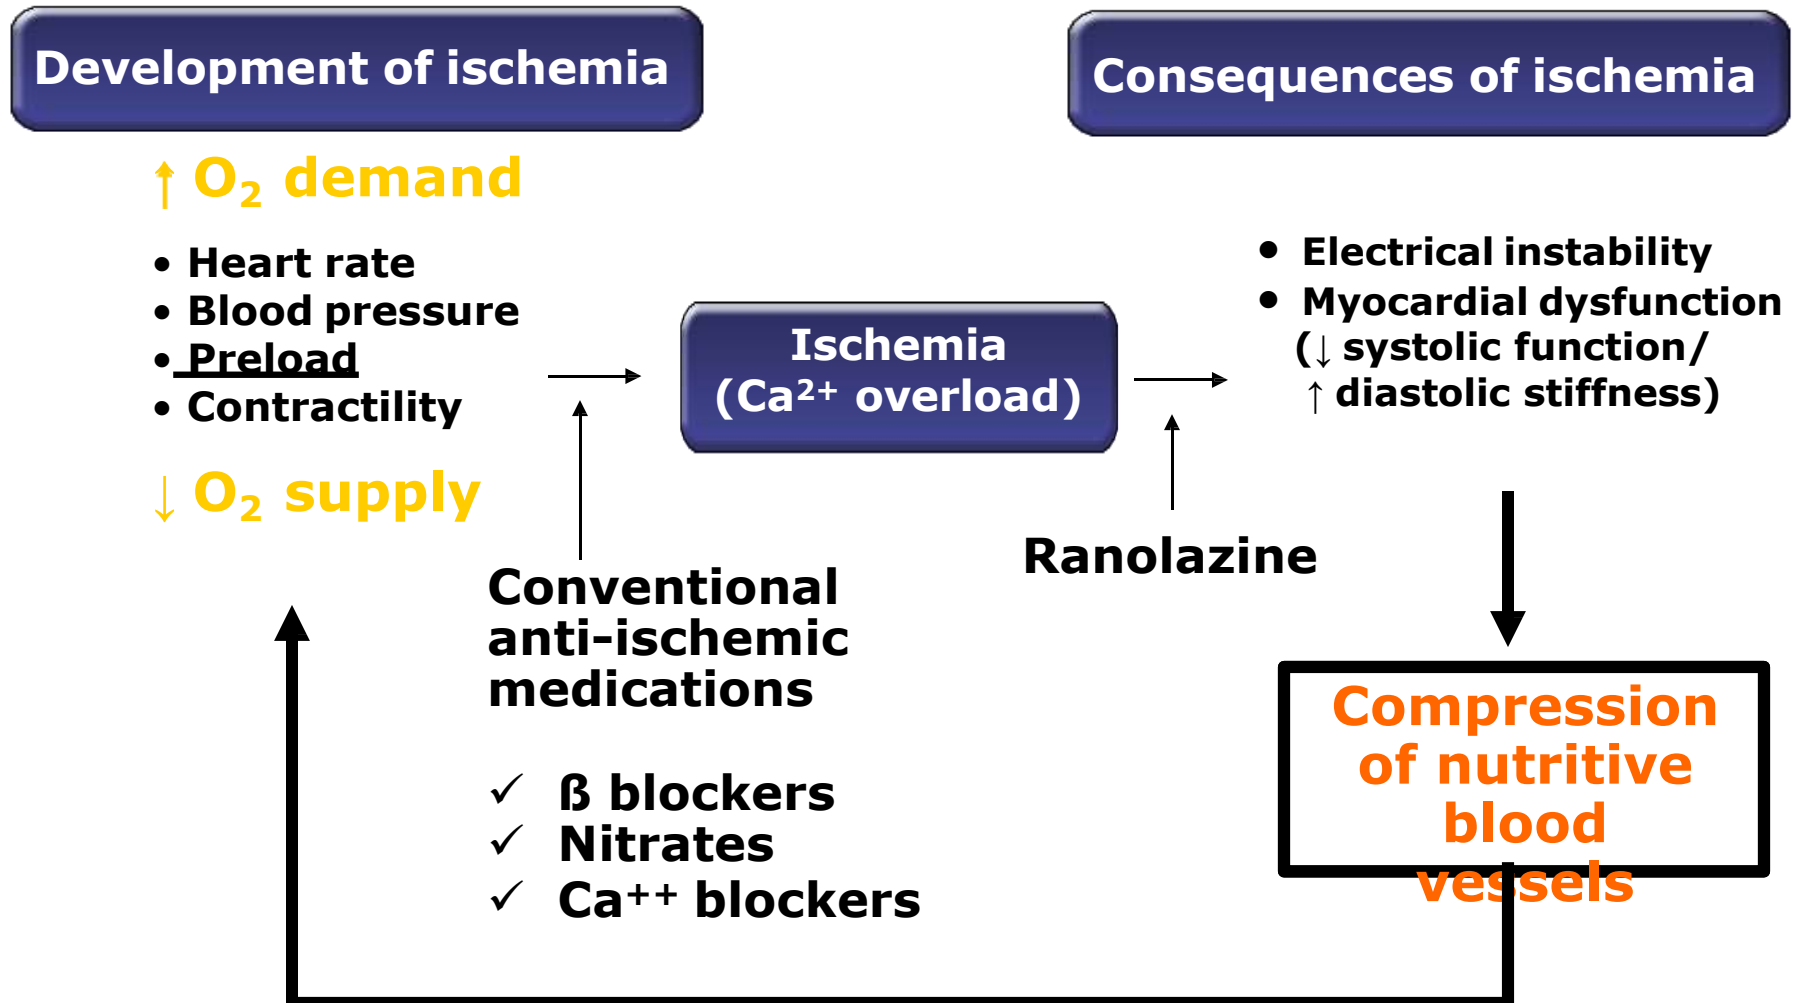 Development of ischemia
Consequences of ischemia
↑ O₂ demand
• Heart rate
• Blood pressure
• Preload
• Contractility
↓ O₂ supply
Ischemia
(Ca²⁺ overload)
• Electrical instability
• Myocardial dysfunction
(↓ systolic function/
↑ diastolic stiffness)
Ranolazine
Conventional
anti-ischemic
medications
✓ ß blockers
✓ Nitrates
✓ Ca⁺⁺ blockers
Compression
of nutritive
blood
vessels